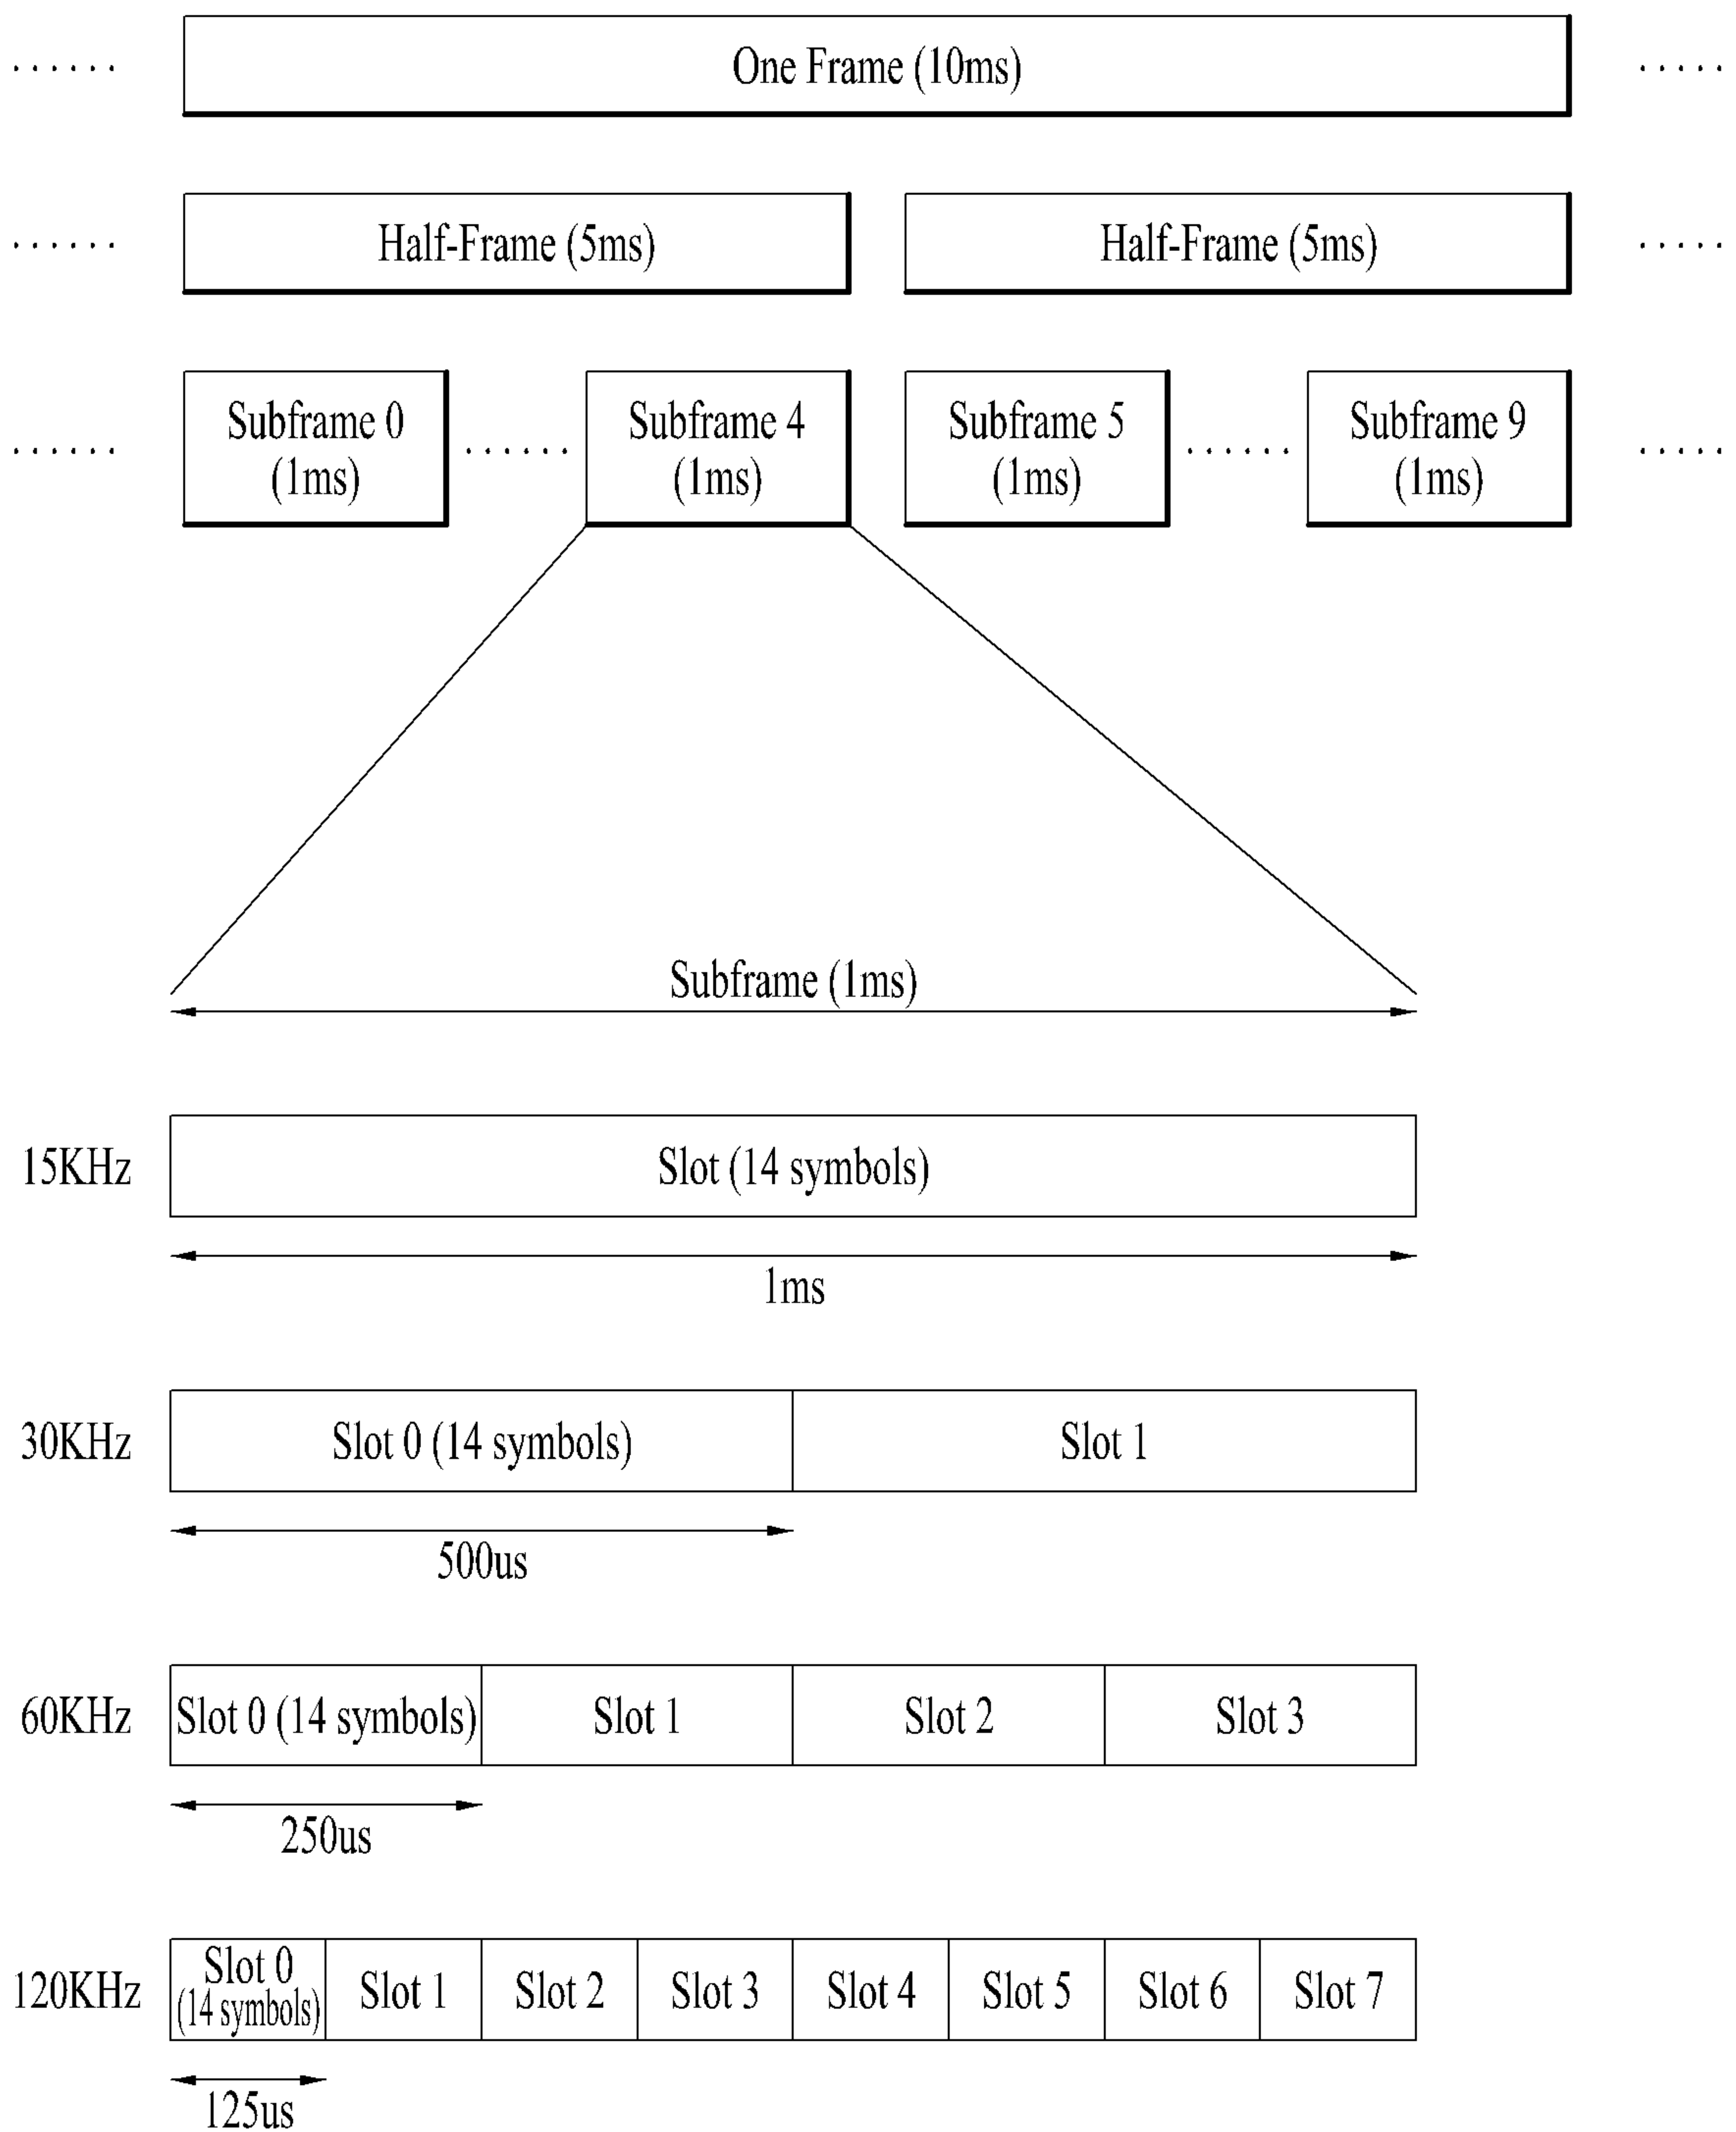 ...... One Frame (10ms) .....
...... Half-Frame (5ms) Half-Frame (5ms) .....
Subframe 0 Subframe 4 Subframe 5 Subframe 9
...... (1ms) ...... (1ms) (1ms) ...... (1ms) .....
Subframe (1ms)
15KHz Slot (14 symbols)
1ms
30KHz Slot 0 (14 symbols) Slot 1
500us
60KHz Slot 0 (14 symbols) Slot 1 Slot 2 Slot 3
250us
120KHz Slot 0 (14 symbols) Slot 1 Slot 2 Slot 3 Slot 4 Slot 5 Slot 6 Slot 7
125us